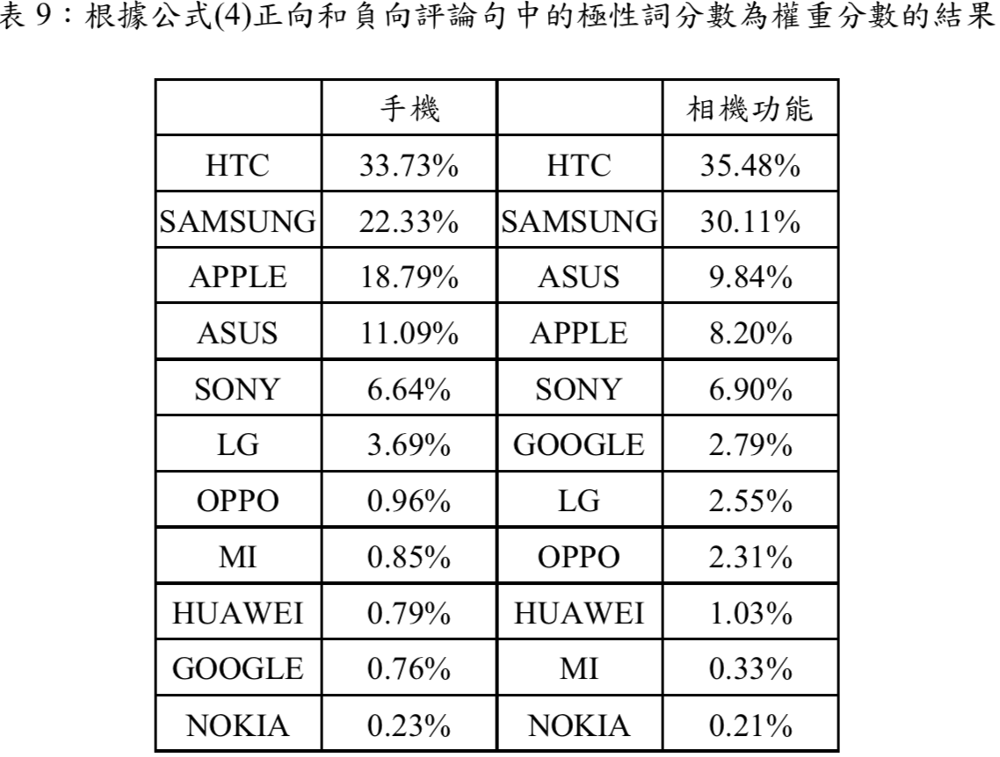 表 9：根據公式(4)正向和負向評論句中的極性詞分數為權重分數的結果
手機 相機功能
HTC 33.73% HTC 35.48%
SAMSUNG 22.33% SAMSUNG 30.11%
APPLE 18.79% ASUS 9.84%
ASUS 11.09% APPLE 8.20%
SONY 6.64% SONY 6.90%
LG 3.69% GOOGLE 2.79%
OPPO 0.96% LG 2.55%
MI 0.85% OPPO 2.31%
HUAWEI 0.79% HUAWEI 1.03%
GOOGLE 0.76% MI 0.33%
NOKIA 0.23% NOKIA 0.21%